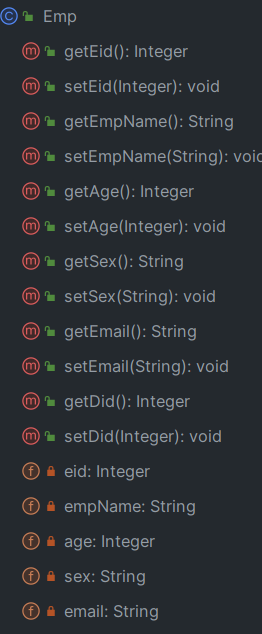 Emp
getEid(): Integer
setEid(Integer): void
getEmpName(): String
setEmpName(String): void
getAge(): Integer
setAge(Integer): void
getSex(): String
setSex(String): void
getEmail(): String
setEmail(String): void
getDid(): Integer
setDid(Integer): void
eid: Integer
empName: String
age: Integer
sex: String
email: String